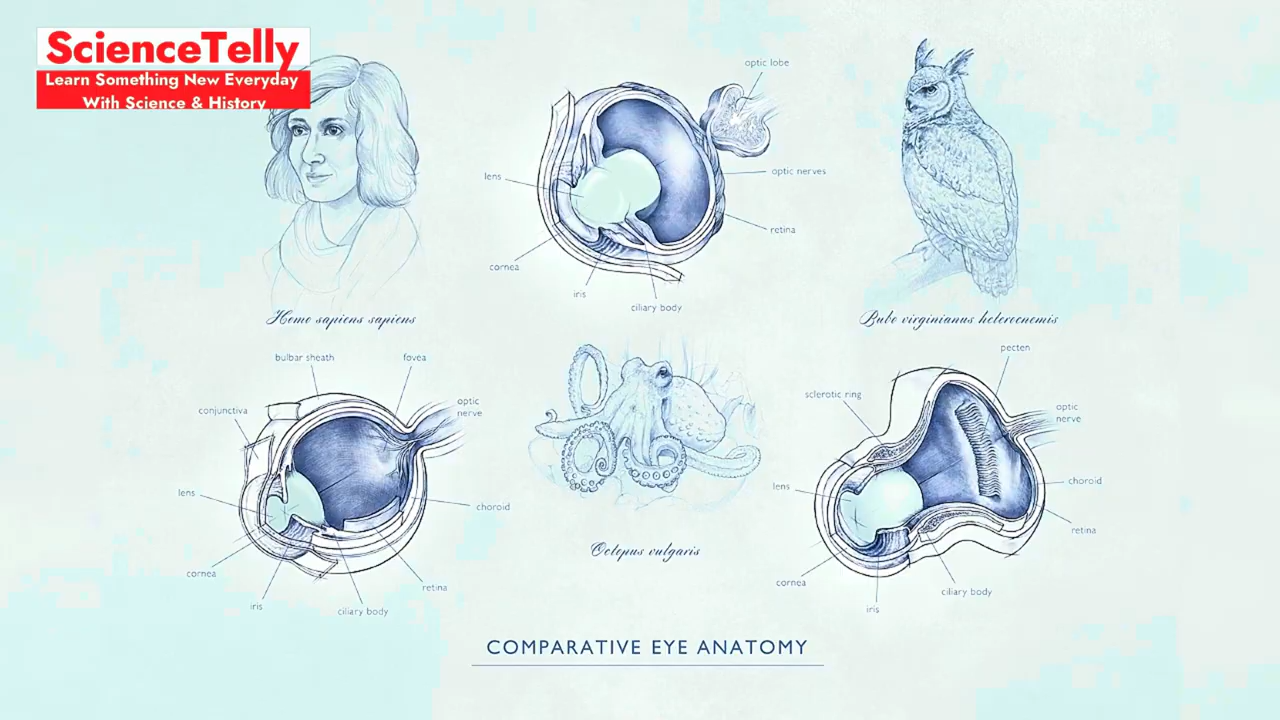 ScienceTelly
Learn Something New Everyday
With Science & History
Homo sapiens sapiens
optic lobe
lens
optic nerves
retina
cornea
iris
ciliary body
Bubo virginianus heterocnemis
bulbar sheath
fovea
conjunctiva
optic
nerve
lens
choroid
cornea
retina
iris
ciliary body
Octopus vulgaris
pecten
sclerotic ring
optic
nerve
lens
choroid
retina
cornea
ciliary body
iris
COMPARATIVE EYE ANATOMY